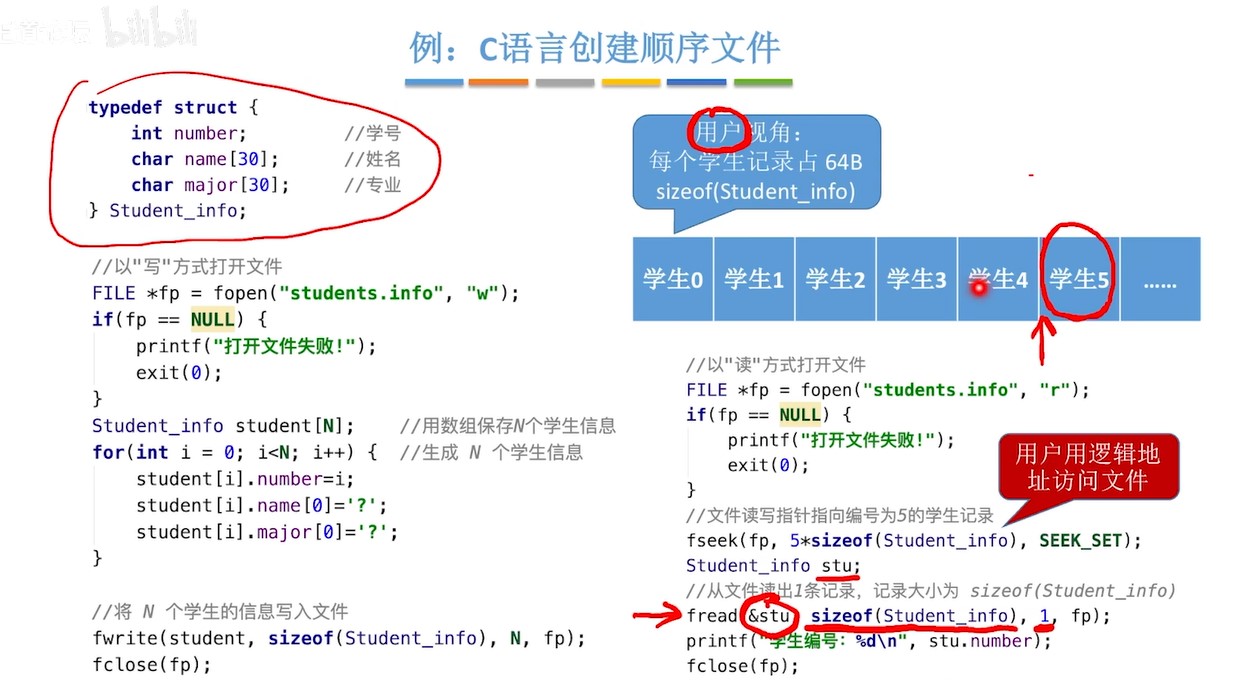 bilibili
例：C语言创建顺序文件
typedef struct {
int number; //学号
char name[30]; //姓名
char major[30]; //专业
} Student_info;
//以"写"方式打开文件
FILE *fp = fopen("students.info", "w");
if(fp == NULL) {
printf("打开文件失败!");
exit(0);
}
Student_info student[N]; //用数组保存N个学生信息
for(int i = 0; i<N; i++) { //生成 N 个学生信息
student[i].number=i;
student[i].name[0]='?';
student[i].major[0]='?';
}
//将 N 个学生的信息写入文件
fwrite(student, sizeof(Student_info), N, fp);
fclose(fp);
用户视角：
每个学生记录占 64B
sizeof(Student_info)
学生0 学生1 学生2 学生3 学生4 学生5 ……
//以"读"方式打开文件
FILE *fp = fopen("students.info", "r");
if(fp == NULL) {
printf("打开文件失败!");
exit(0);
}
用户用逻辑地
址访问文件
//文件读写指针指向编号为5的学生记录
fseek(fp, 5*sizeof(Student_info), SEEK_SET);
Student_info stu;
//从文件读出1条记录，记录大小为 sizeof(Student_info)
fread(&stu, sizeof(Student_info), 1, fp);
printf("学生编号：%d\n", stu.number);
fclose(fp);